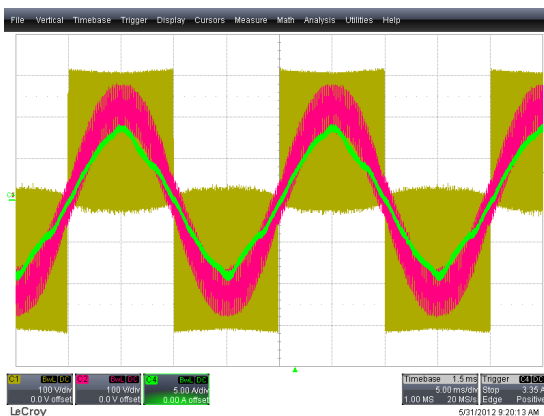 File Vertical Timebase Trigger Display Cursors Measure Math Analysis Utilities Help
C1 BwL DC
100 V/div
0.0 V offset
C2 BwL DC
100 V/div
0.0 V offset
C4 BwL DC
5.00 A/div
0.00 A offset
Timebase 1.5 ms
5.00 ms/div
1.00 MS 20 MS/s
Trigger C4 DC
Stop 3.35 A
Edge Positive
LeCroy
5/31/2012 9:20:13 AM